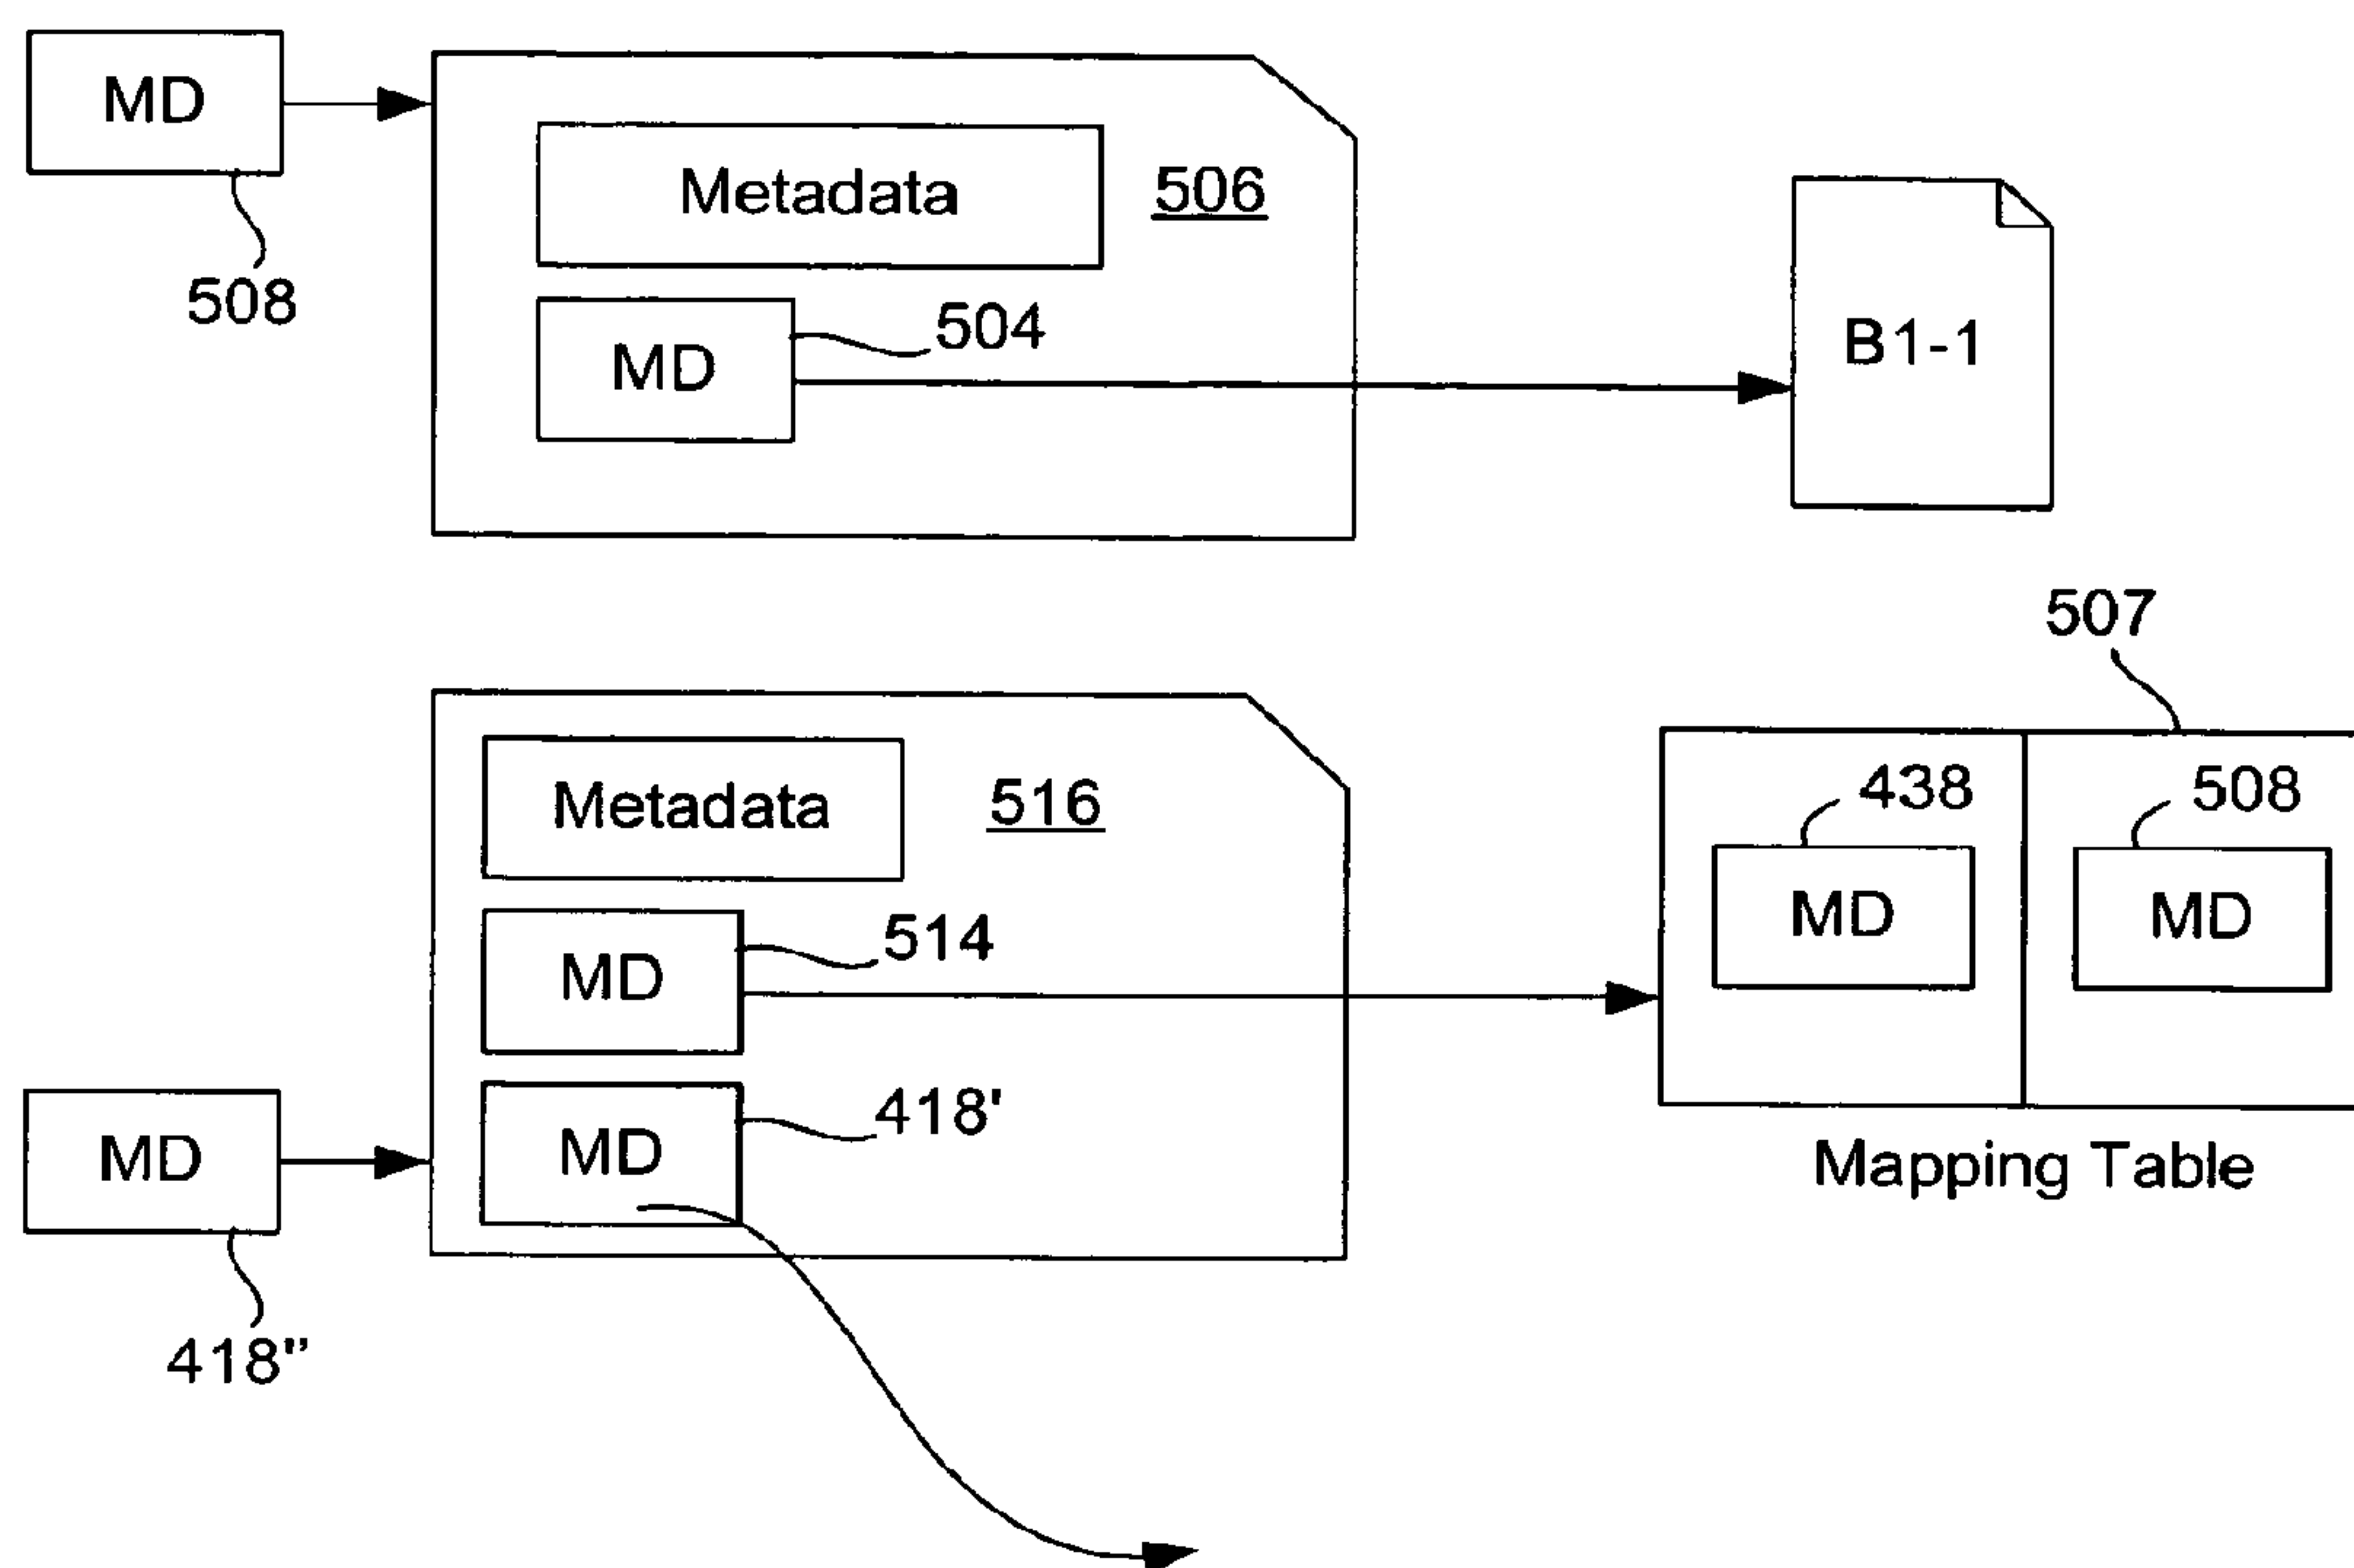 MD
508
Metadata
506
MD
504
B1-1
507
Metadata
516
438
508
MD
MD
MD
514
MD
418'
MD
418"
Mapping Table